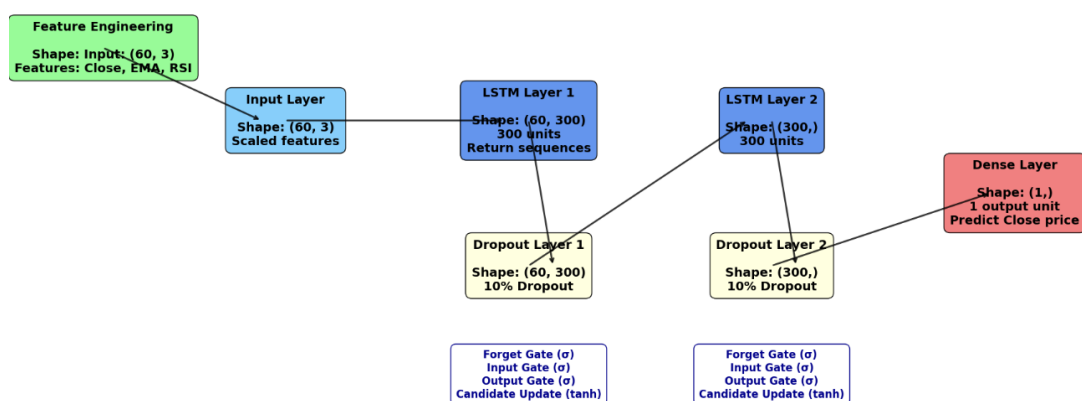 Feature Engineering
Shape: Input: (60, 3)
Features: Close, EMA, RSI
Input Layer
Shape: (60, 3)
Scaled features
LSTM Layer 1
Shape: (60, 300)
300 units
Return sequences
LSTM Layer 2
Shape: (300,)
300 units
Dense Layer
Shape: (1,)
1 output unit
Predict Close price
Dropout Layer 1
Shape: (60, 300)
10% Dropout
Dropout Layer 2
Shape: (300,)
10% Dropout
Forget Gate (σ)
Input Gate (σ)
Output Gate (σ)
Candidate Update (tanh)
Forget Gate (σ)
Input Gate (σ)
Output Gate (σ)
Candidate Update (tanh)